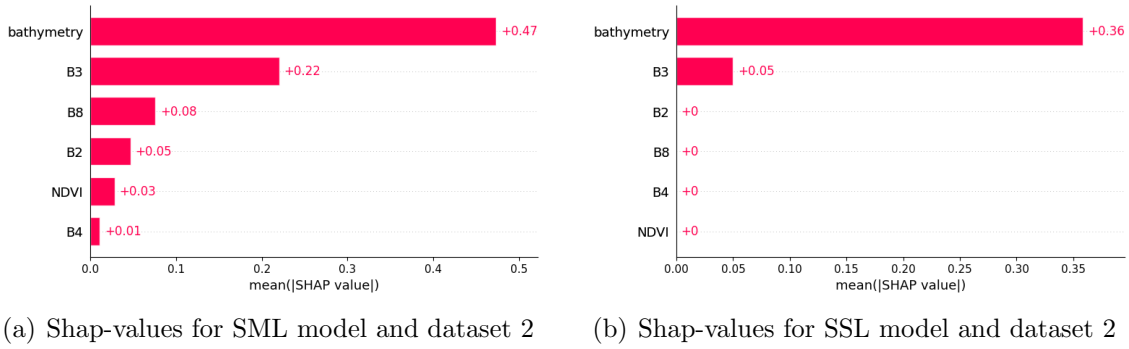 bathymetry +0.47
B3 +0.22
B8 +0.08
B2 +0.05
NDVI +0.03
B4 +0.01
0.0 0.1 0.2 0.3 0.4 0.5
mean(|SHAP value|)
(a) Shap-values for SML model and dataset 2
bathymetry +0.36
B3 +0.05
B2 +0
B8 +0
B4 +0
NDVI +0
0.00 0.05 0.10 0.15 0.20 0.25 0.30 0.35
mean(|SHAP value|)
(b) Shap-values for SSL model and dataset 2